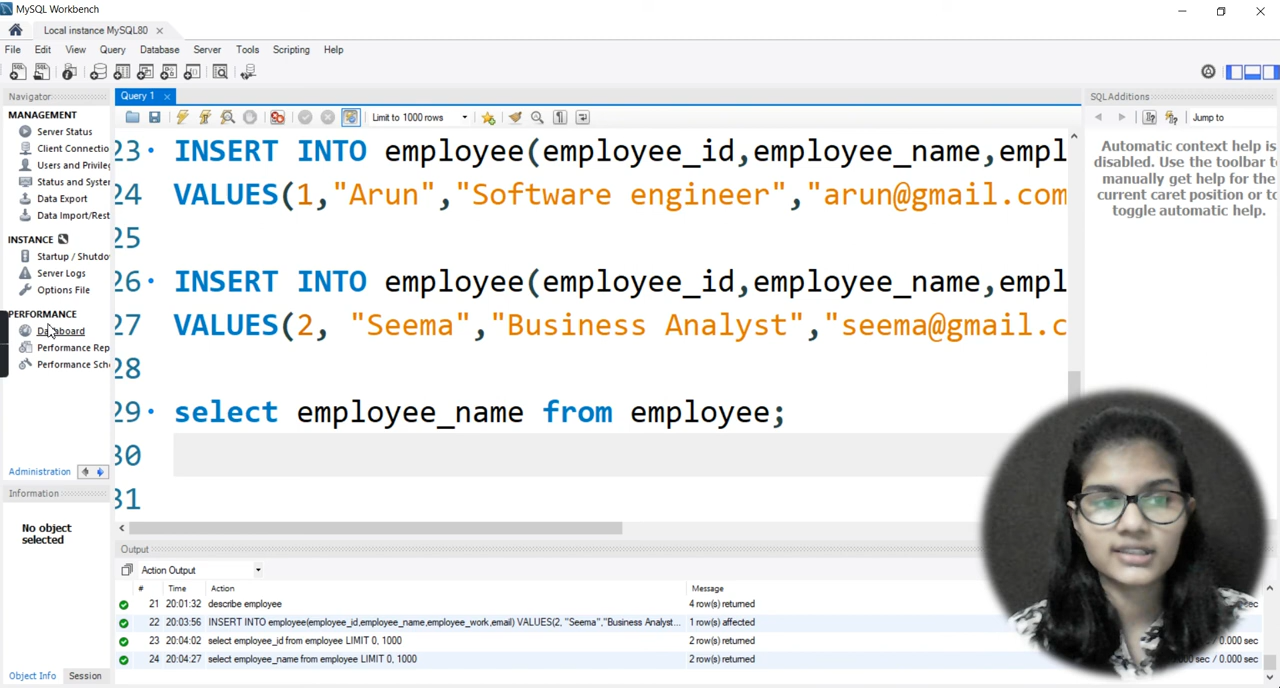 MySQL Workbench
Local instance MySQL80
File Edit View Query Database Server Tools Scripting Help
Navigator
MANAGEMENT
Server Status
Client Connectio
Users and Privileg
Status and Syster
Data Export
Data Import/Rest
INSTANCE
Startup / Shutdo
Server Logs
Options File
PERFORMANCE
Dashboard
Performance Rep
Performance Sch
Administration
Information
No object
selected
Object Info Session
Query 1
Limit to 1000 rows
23 INSERT INTO employee(employee_id,employee_name,empl
24 VALUES(1,"Arun","Software engineer","arun@gmail.com
25
26 INSERT INTO employee(employee_id,employee_name,empl
27 VALUES(2, "Seema","Business Analyst","seema@gmail.c
28
29 select employee_name from employee;
30
31
Output
Action Output
# Time Action Message
21 20:01:32 describe employee 4 row(s) returned sec
22 20:03:56 INSERT INTO employee(employee_id,employee_name,employee_work,email) VALUES(2, "Seema","Business Analyst... 1 row(s) affected
23 20:04:02 select employee_id from employee LIMIT 0, 1000 2 row(s) returned / 0.000 sec
24 20:04:27 select employee_name from employee LIMIT 0, 1000 2 row(s) returned sec / 0.000 sec
SQLAdditions
Jump to
Automatic context help is
disabled. Use the toolbar t
manually get help for the
current caret position or to
toggle automatic help.